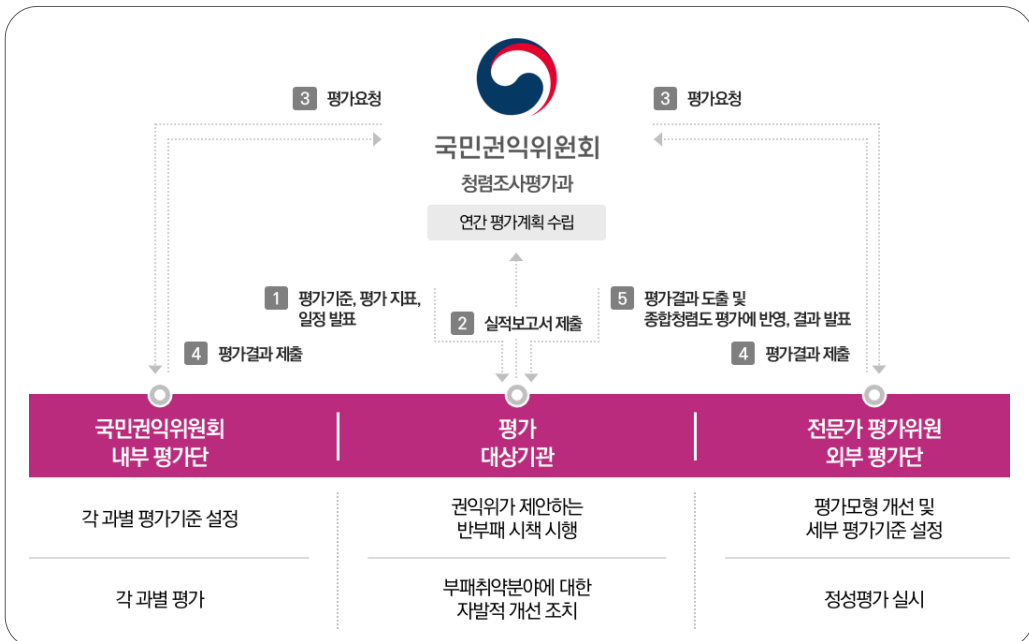 3 평가요청
3 평가요청
국민권익위원회
청렴조사평가과
연간 평가계획 수립
1 평가기준, 평가 지표,
일정 발표
2 실적보고서 제출
5 평가결과 도출 및
종합청렴도 평가에 반영, 결과 발표
4 평가결과 제출
4 평가결과 제출
국민권익위원회
내부 평가단
평가
대상기관
전문가 평가위원
외부 평가단
각 과별 평가기준 설정
권익위가 제안하는
반부패 시책 시행
평가모형 개선 및
세부 평가기준 설정
각 과별 평가
부패취약분야에 대한
자발적 개선 조치
정성평가 실시